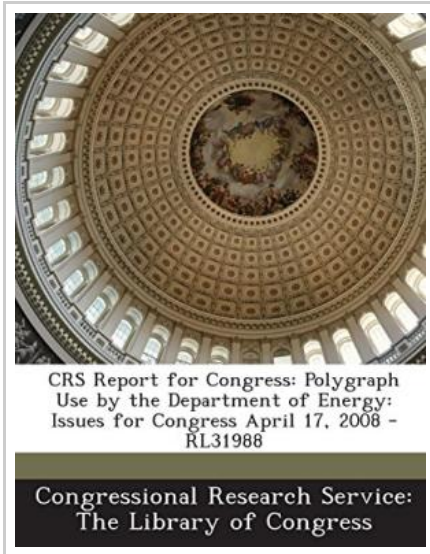 CRS Report for Congress: Polygraph
Use by the Department of Energy:
Issues for Congress April 17, 2008 -
RL31988
Congressional Research Service:
The Library of Congress